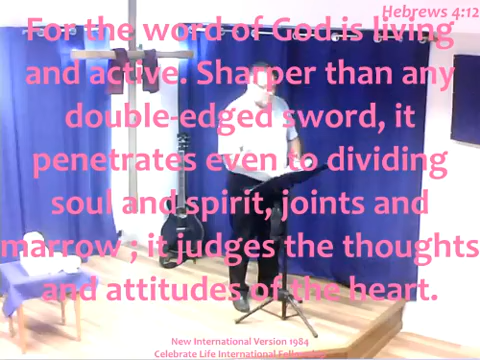 Hebrews 4:12
For the word of God is living
and active. Sharper than any
double-edged sword, it
penetrates even to dividing
soul and spirit, joints and
marrow ; it judges the thoughts
and attitudes of the heart.
New International Version 1984
Celebrate Life International Fellowship